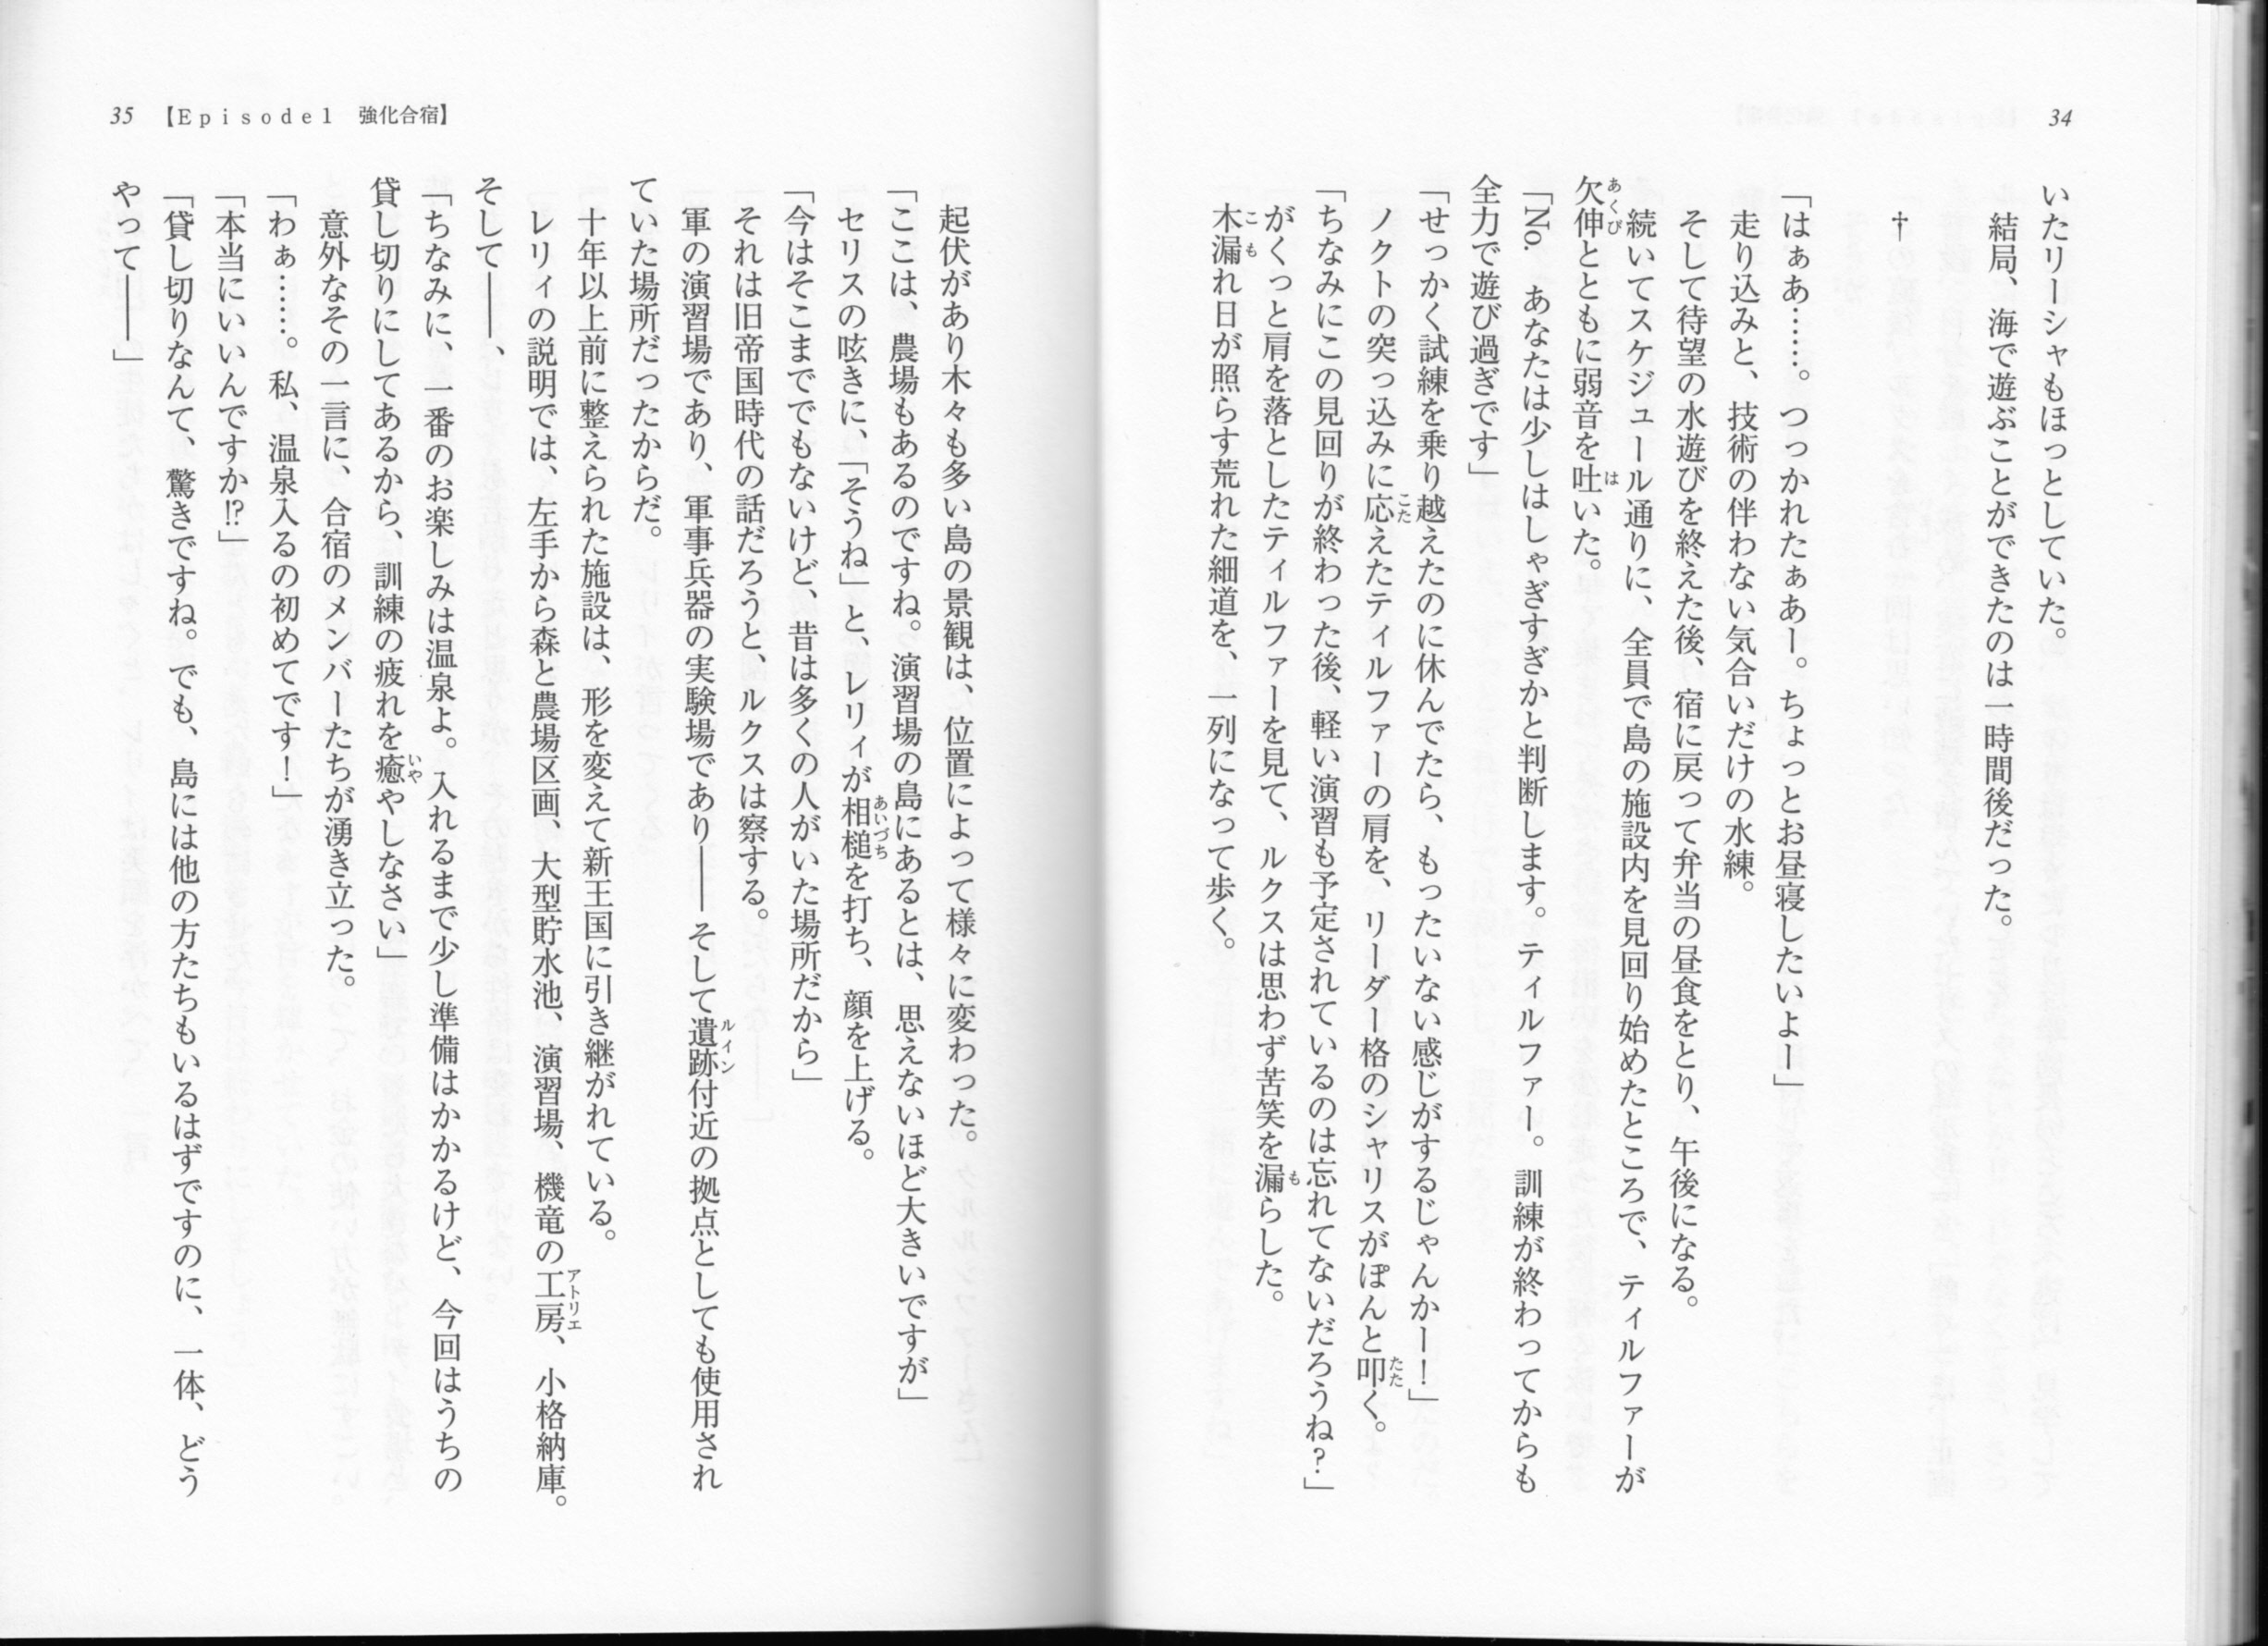 34
いたリーシャもほっとしていた。
結局、海で遊ぶことができたのは一時間後だった。
†
「はぁあ……。つっかれたぁあー。ちょっとお昼寝したいよー」
走り込みと、技術の伴わない気合いだけの水練。
そして待望の水遊びを終えた後、宿に戻って弁当の昼食をとり、午後になる。
続いてスケジュール通りに、全員で島の施設内を見回り始めたところで、ティルファーが
欠伸とともに弱音を吐いた。
「No. あなたは少しはしゃぎすぎかと判断します。ティルファー。訓練が終わってからも
全力で遊び過ぎです」
「せっかく試練を乗り越えたのに休んでたら、もったいない感じがするじゃんかー！」
ノクトの突っ込みに応えたティルファーの肩を、リーダー格のシャリスがぽんと叩く。
「ちなみにこの見回りが終わった後、軽い演習も予定されているのは忘れてないだろうね？」
がくっと肩を落としたティルファーを見て、ルクスは思わず苦笑を漏らした。
木漏れ日が照らす荒れた細道を、一列になって歩く。
35 【Episode1 強化合宿】
起伏があり木々も多い島の景観は、位置によって様々に変わった。
「ここは、農場もあるのですね。演習場の島にあるとは、思えないほど大きいですが」
セリスの呟きに、「そうね」と、レリィが相槌を打ち、顔を上げる。
「今はそこまででもないけど、昔は多くの人がいた場所だから」
それは旧帝国時代の話だろうと、ルクスは察する。
軍の演習場であり、軍事兵器の実験場であり――そして遺跡付近の拠点としても使用され
ていた場所だったからだ。
十年以上前に整えられた施設は、形を変えて新王国に引き継がれている。
レリィの説明では、左手から森と農場区画、大型貯水池、演習場、機竜の工房、小格納庫。
そして――、
「ちなみに、一番のお楽しみは温泉よ。入れるまで少し準備はかかるけど、今回はうちの
貸し切りにしてあるから、訓練の疲れを癒やしなさい」
意外なその一言に、合宿のメンバーたちが湧き立った。
「わぁ……。私、温泉入るの初めてです！」
「本当にいいんですか!?」
「貸し切りなんて、驚きですね。でも、島には他の方たちもいるはずですのに、一体、どう
やって――」